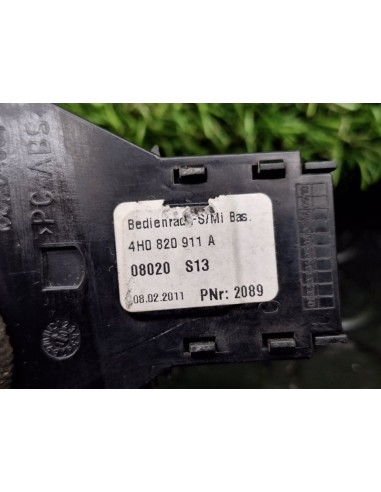 Bedienrad-S/Mi Bas.
4H0 820 911 A
08020 S13
08.02.2011 PNr: 2089
>PC+ABS<